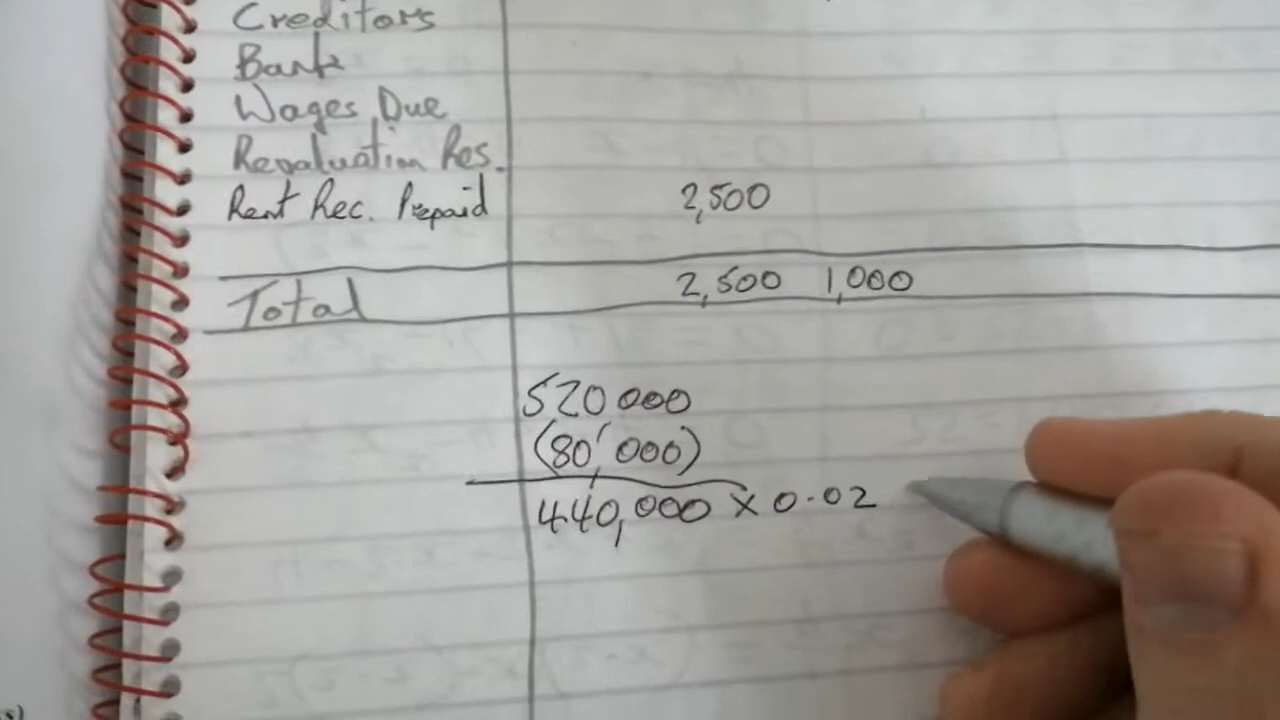 Creditors
Bank
Wages Due
Revaluation Res.
Rent Rec. Prepaid 2,500
Total 2,500 1,000
520000
(80,000)
440,000 x 0.02